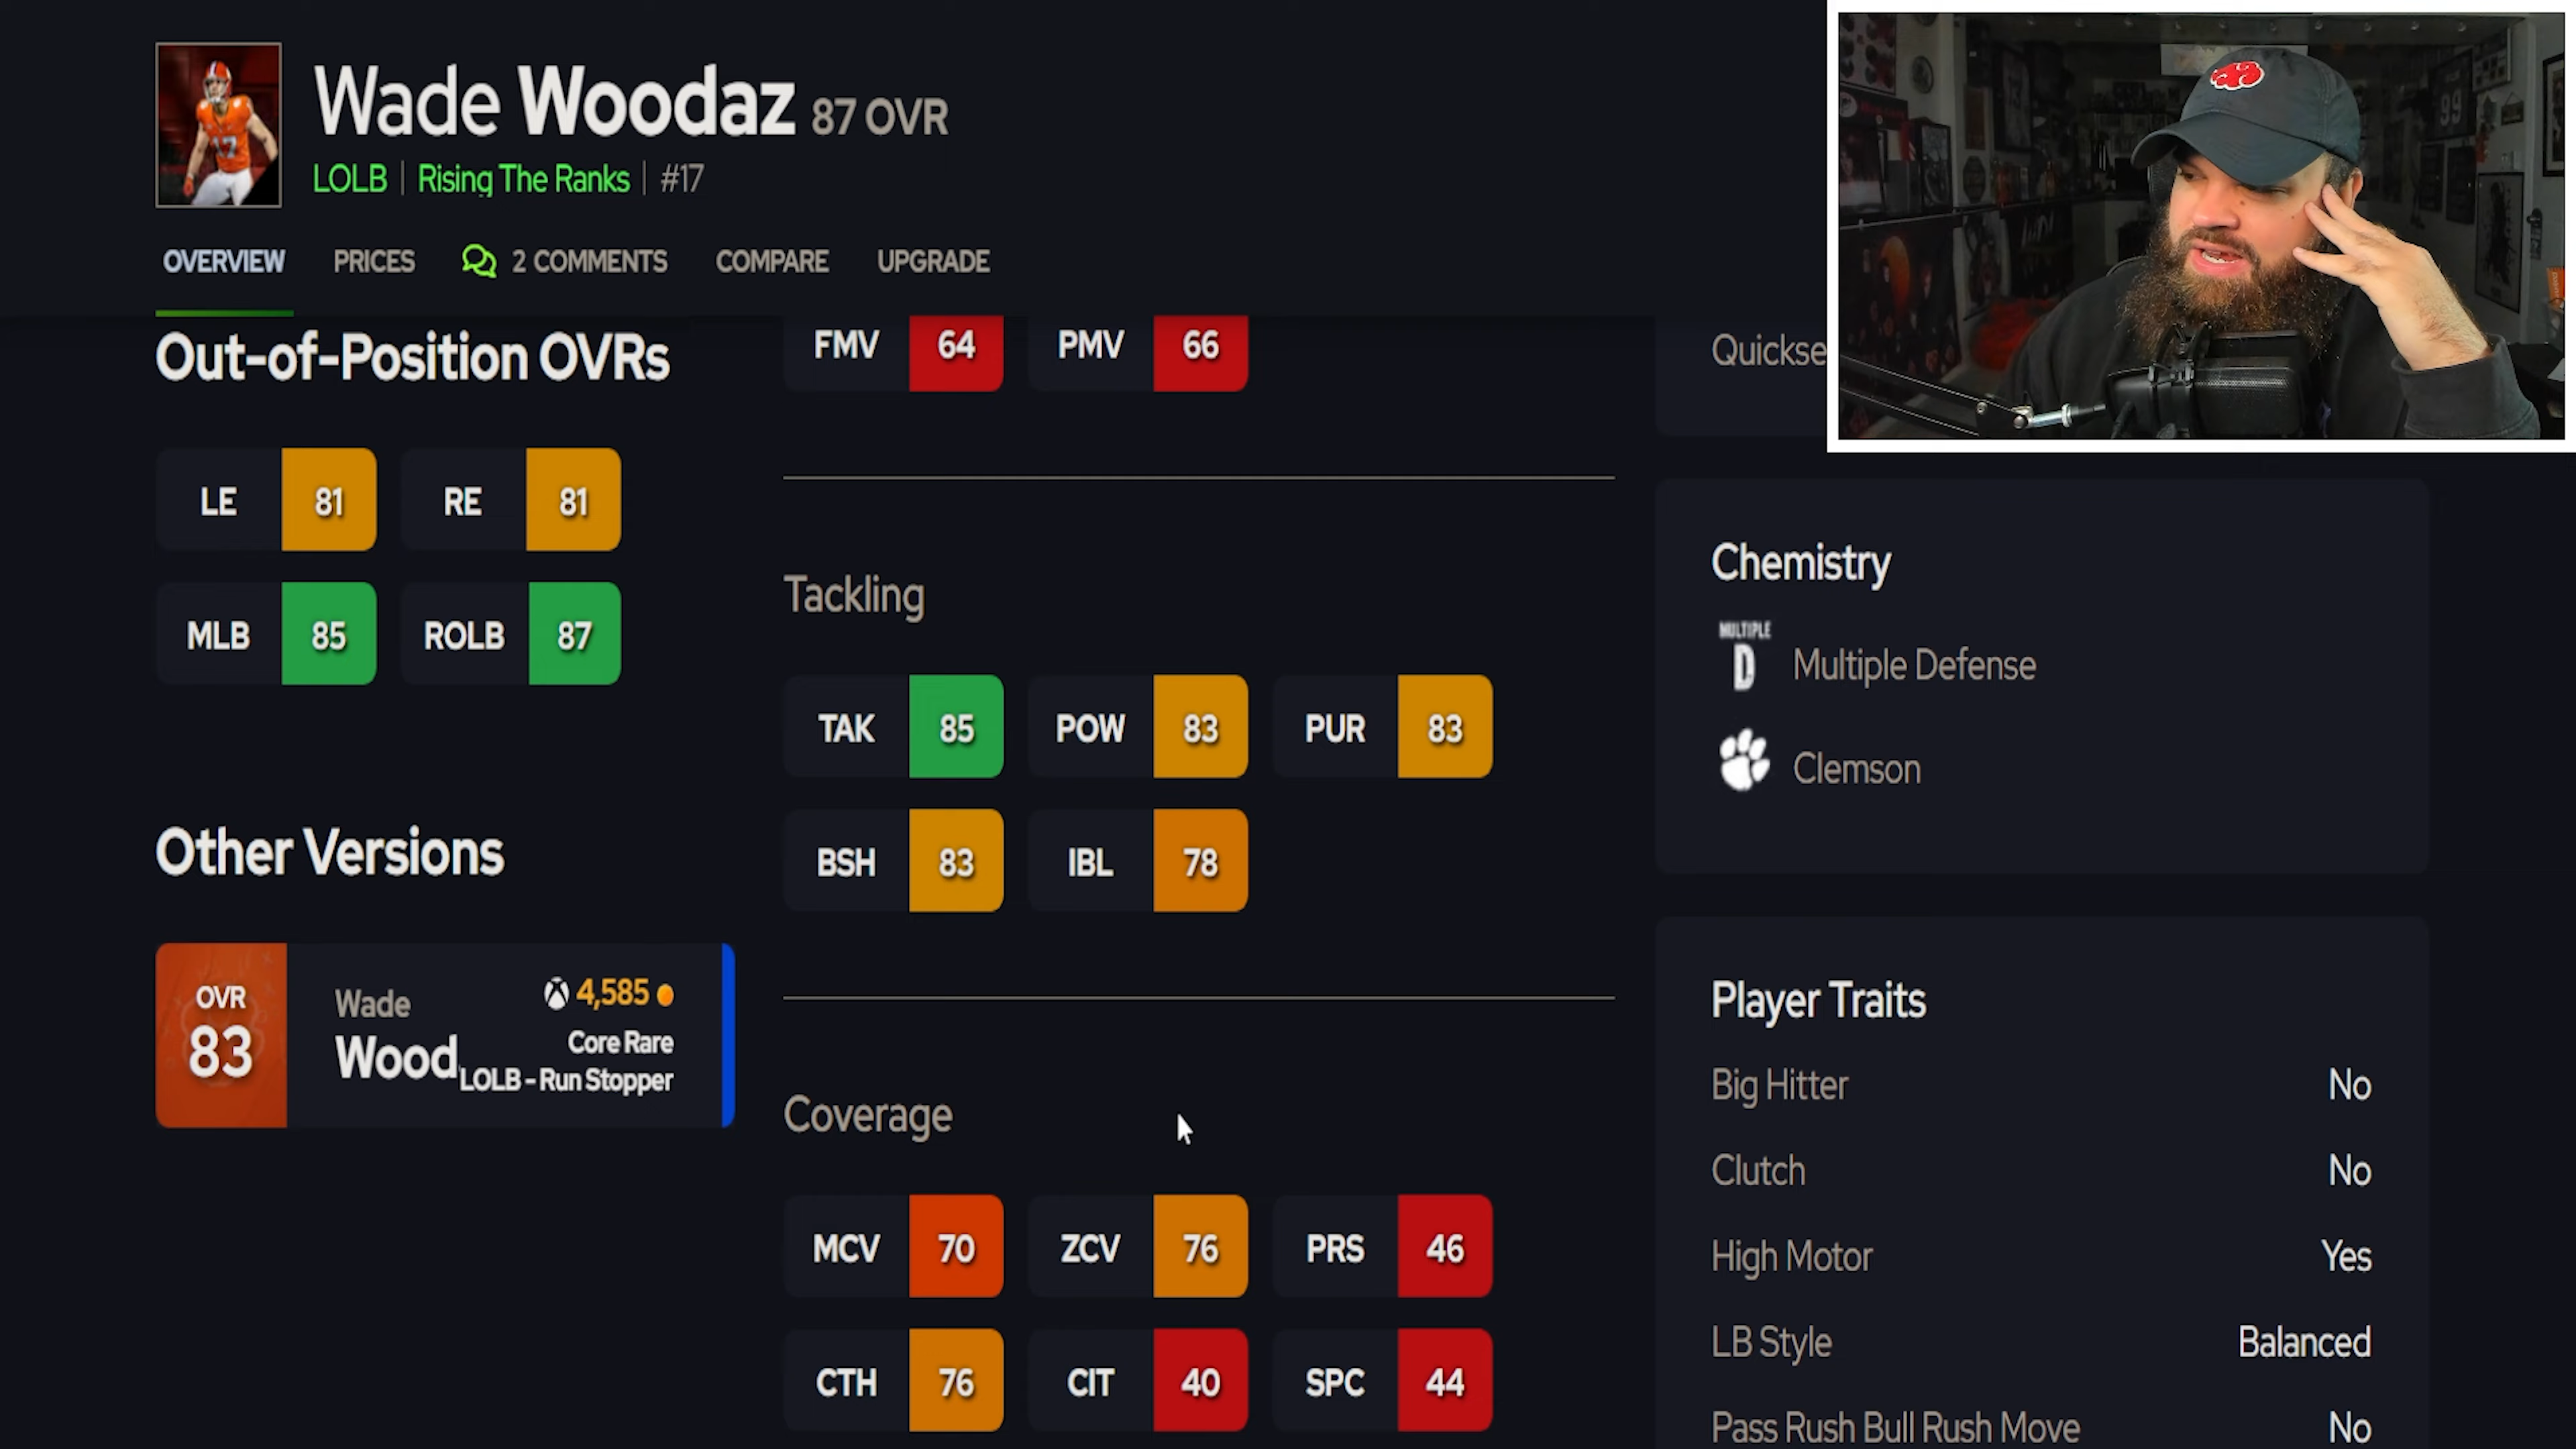 Wade Woodaz 87 OVR
LOLB | Rising The Ranks | #17
OVERVIEW PRICES 2 COMMENTS COMPARE UPGRADE
Out-of-Position OVRs
LE 81 RE 81
MLB 85 ROLB 87
Other Versions
OVR 83
Wade Wood
4,585
Core Rare
LOLB - Run Stopper
FMV 64 PMV 66
Tackling
TAK 85 POW 83 PUR 83
BSH 83 IBL 78
Coverage
MCV 70 ZCV 76 PRS 46
CTH 76 CIT 40 SPC 44
Quickse
Chemistry
MULTIPLE D Multiple Defense
Clemson
Player Traits
Big Hitter No
Clutch No
High Motor Yes
LB Style Balanced
Pass Rush Bull Rush Move No
17
99